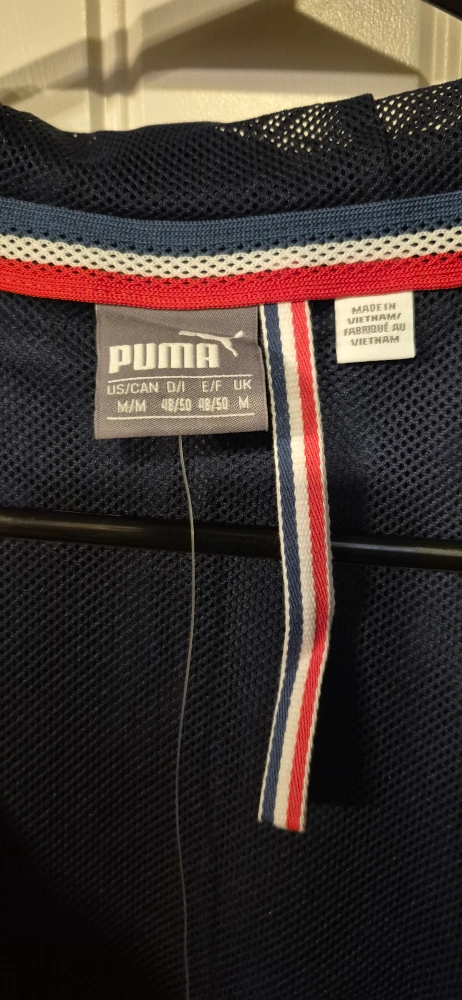 PUMA
US/CAN D/I E/F UK
M/M 48/50 48/50 M
MADE IN
VIETNAM/
FABRIQUÉ AU
VIETNAM